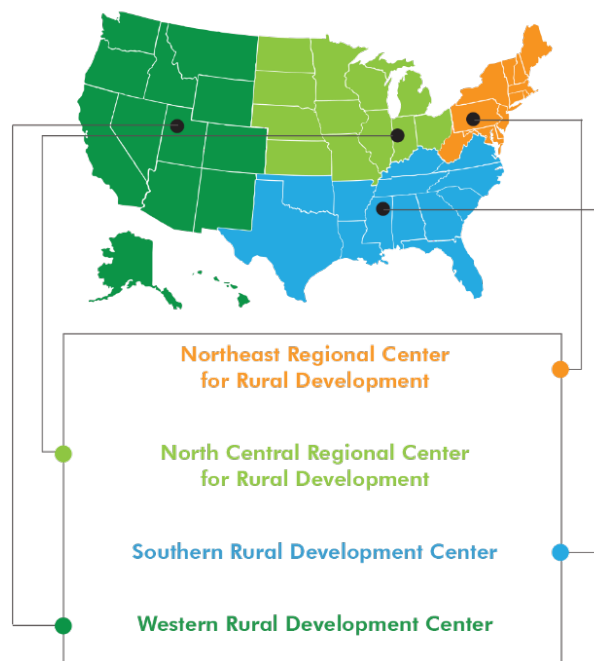 Northeast Regional Center
for Rural Development
North Central Regional Center
for Rural Development
Southern Rural Development Center
Western Rural Development Center